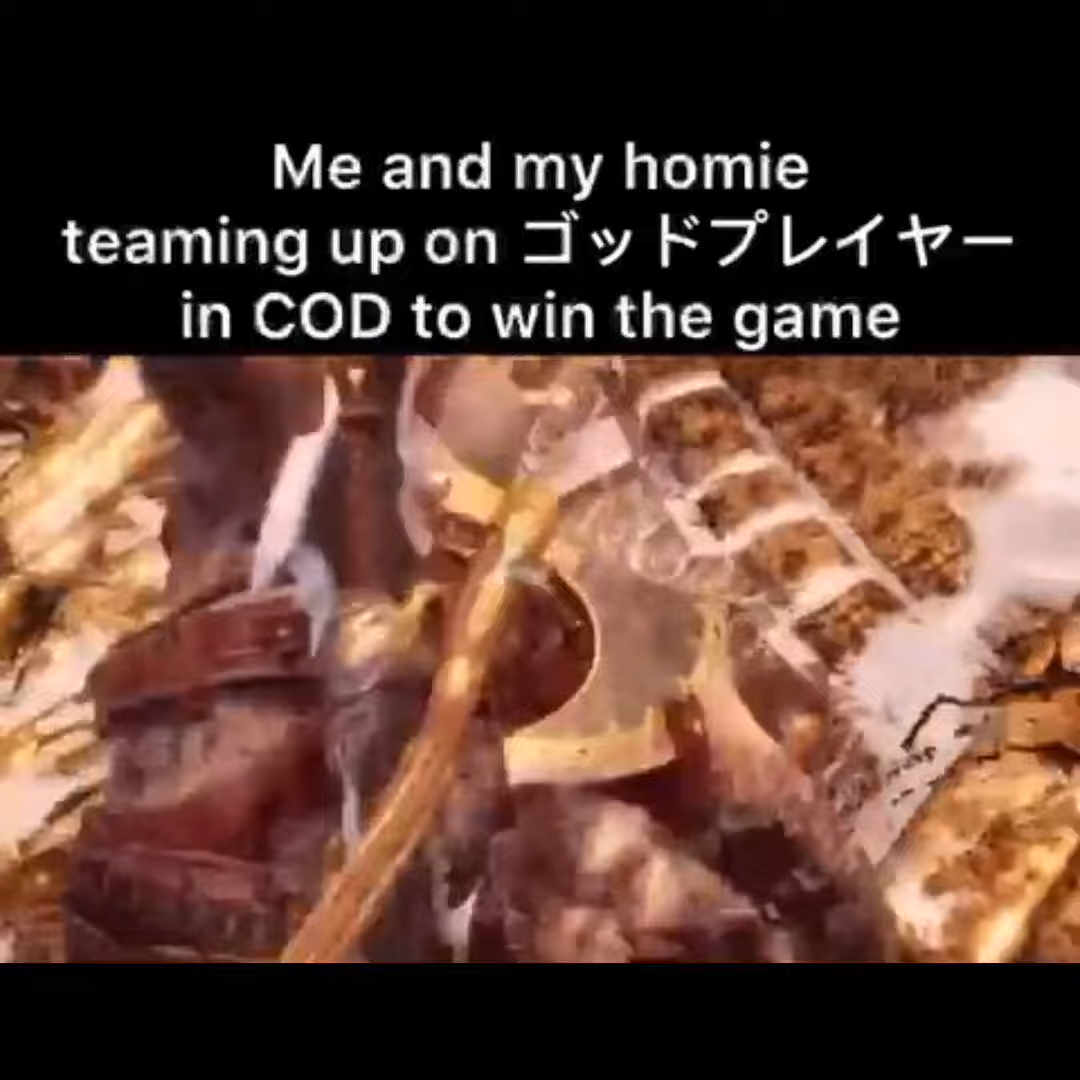 Me and my homie
teaming up on ゴッドプレイヤー
in COD to win the game